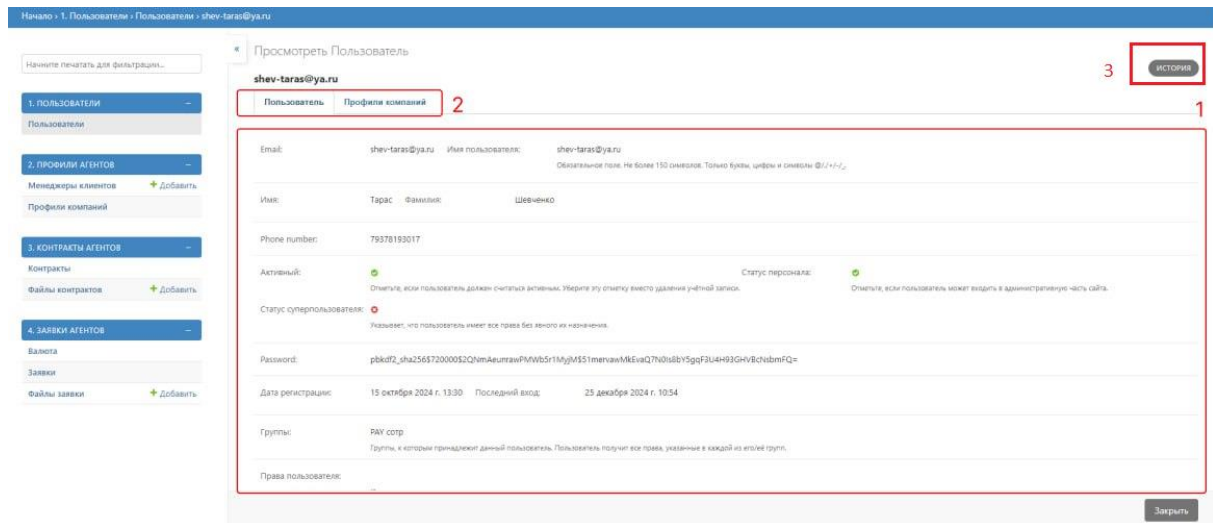 Начало › 1. Пользователи › Пользователи › shev-taras@ya.ru
Начните печатать для фильтрации...
1. ПОЛЬЗОВАТЕЛИ –
Пользователи
2. ПРОФИЛИ АГЕНТОВ –
Менеджеры клиентов + Добавить
Профили компаний
3. КОНТРАКТЫ АГЕНТОВ –
Контракты
Файлы контрактов + Добавить
4. ЗАЯВКИ АГЕНТОВ –
Валюта
Заявки
Файлы заявки + Добавить
«
Просмотреть Пользователь
shev-taras@ya.ru
3
ИСТОРИЯ
Пользователь Профили компаний
2
1
Email: shev-taras@ya.ru Имя пользователя: shev-taras@ya.ru
Обязательное поле. Не более 150 символов. Только буквы, цифры и символы @/./+/-/_.
Имя: Тарас Фамилия: Шевченко
Phone number: 79378193017
Активный: Статус персонала:
Отметьте, если пользователь должен считаться активным. Уберите эту отметку вместо удаления учётной записи. Отметьте, если пользователь может входить в административную часть сайта.
Статус суперпользователя:
Указывает, что пользователь имеет все права без явного их назначения.
Password:
Дата регистрации: 15 октября 2024 г. 13:30 Последний вход: 25 декабря 2024 г. 10:54
Группы: PAY сотр
Группы, к которым принадлежит данный пользователь. Пользователь получит все права, указанные в каждой из его/её групп.
Права пользователя:
Закрыть